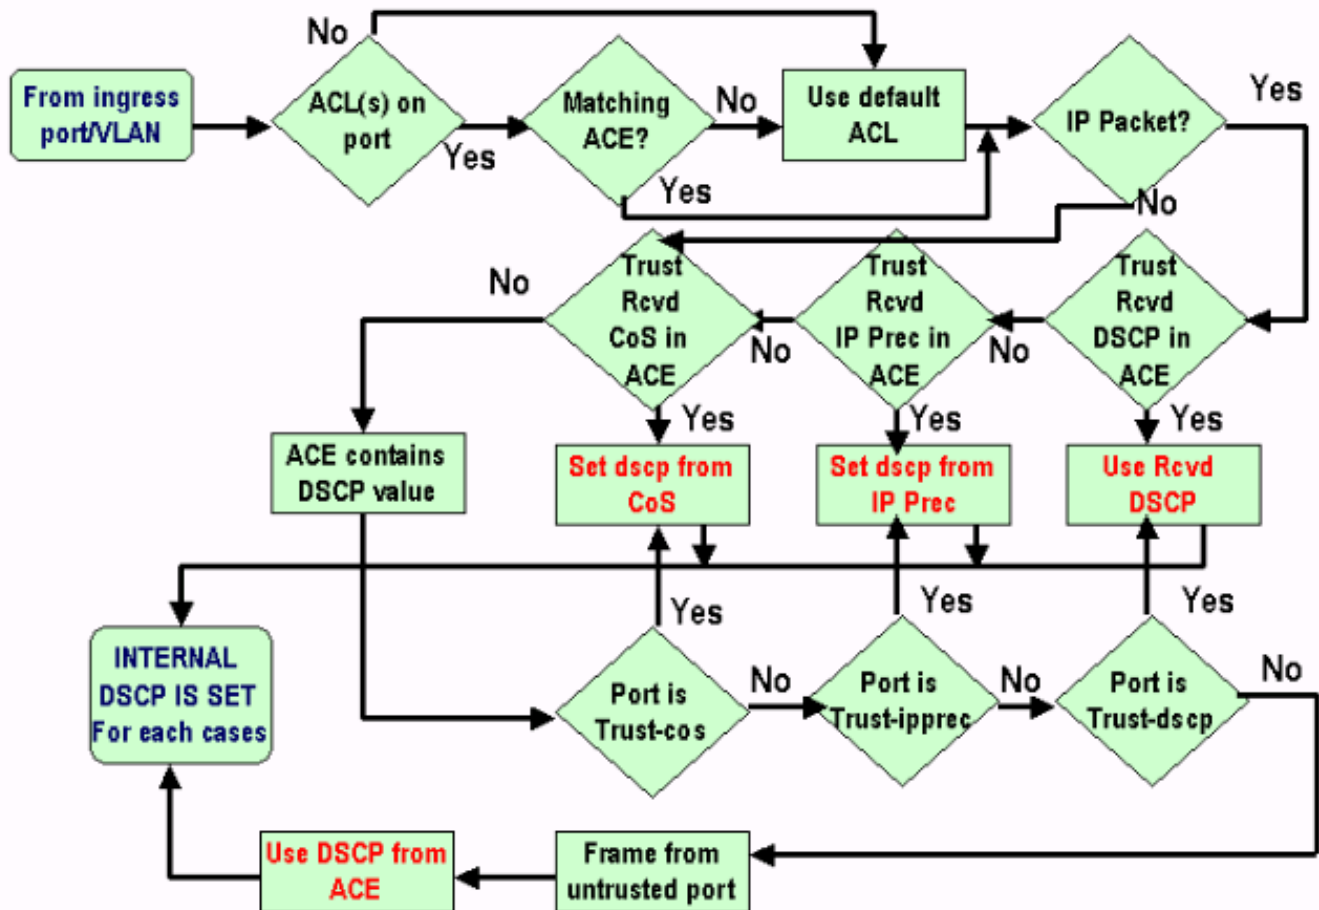 No
From ingress
port/VLAN
ACL(s) on
port
Yes
Matching
ACE?
No
Yes
Use default
ACL
IP Packet?
Yes
No
Trust
Rcvd
DSCP in
ACE
No
Yes
Trust
Rcvd
IP Prec in
ACE
No
Yes
Trust
Rcvd
CoS in
ACE
No
Yes
ACE contains
DSCP value
Set dscp from
CoS
Set dscp from
IP Prec
Use Rcvd
DSCP
Yes
Yes
Yes
INTERNAL
DSCP IS SET
For each cases
Port is
Trust-cos
No
Port is
Trust-ipprec
No
Port is
Trust-dscp
No
Use DSCP from
ACE
Frame from
untrusted port